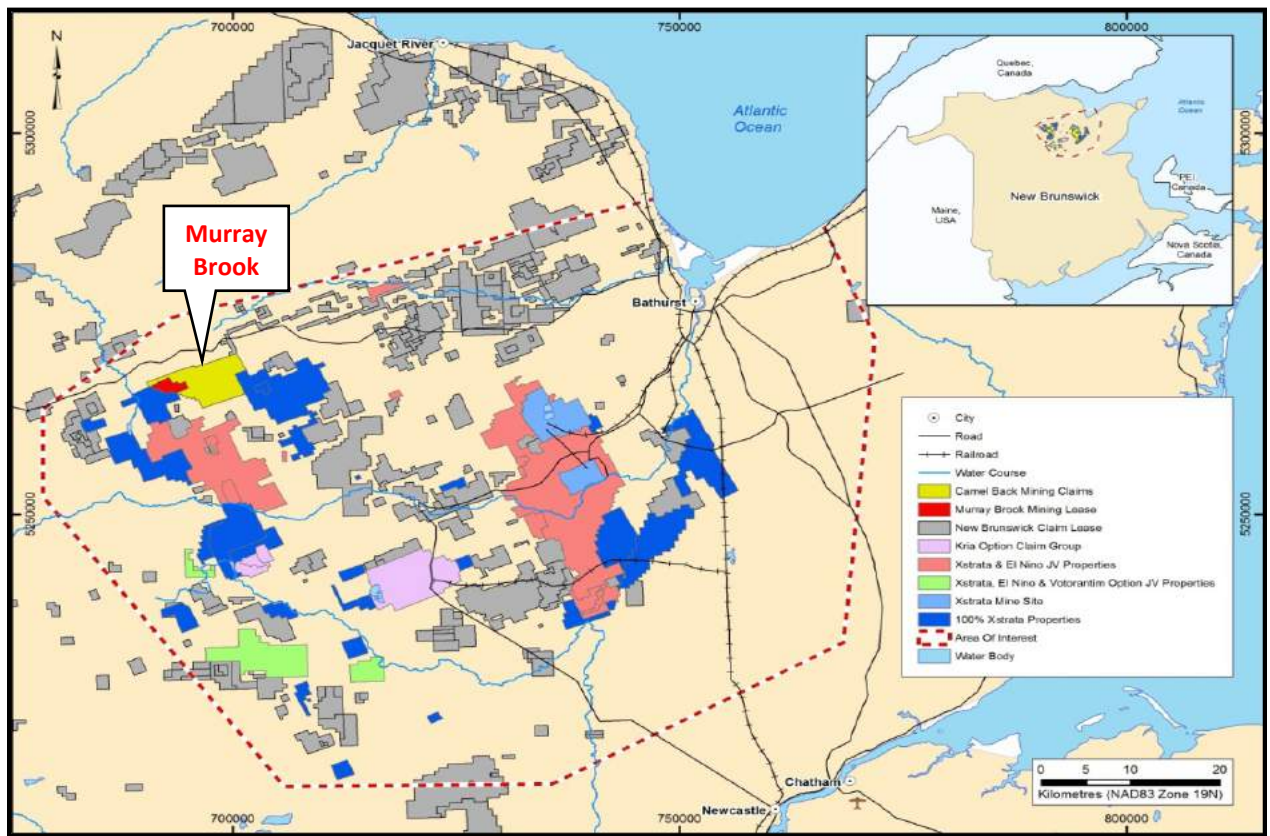 700000
750000
800000
N
Jacquet River
Atlantic
Ocean
5300000
5300000
Quebec,
Canada
Atlantic
Ocean
PEI,
Canada
New Brunswick
Maine,
USA
Nova Scotia,
Canada
Murray
Brook
Bathurst
City
Road
Railroad
Water Course
Camel Back Mining Claims
Murray Brook Mining Lease
New Brunswick Claim Lease
Kria Option Claim Group
Xstrata & El Nino JV Properties
Xstrata, El Nino & Votorantim Option JV Properties
Xstrata Mine Site
100% Xstrata Properties
Area Of Interest
Water Body
5250000
5250000
Chatham
Newcastle
0 5 10 20
Kilometres (NAD83 Zone 19N)
700000
750000
800000